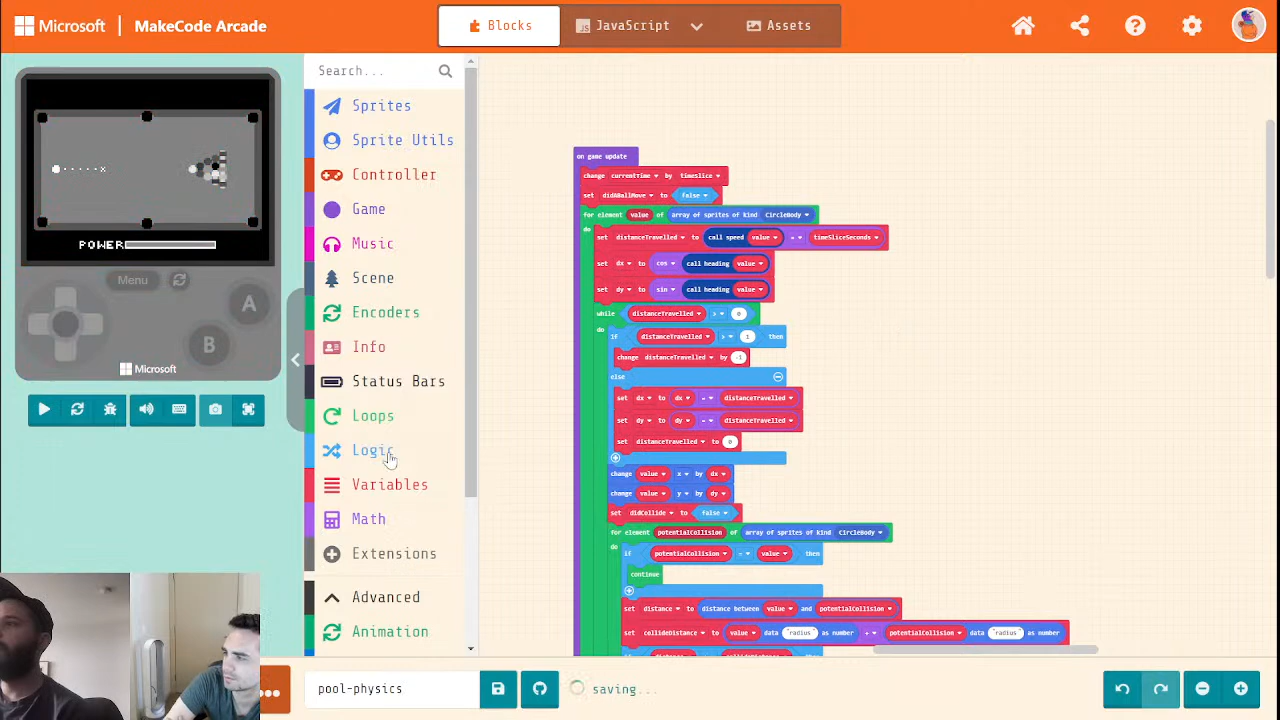 Microsoft | MakeCode Arcade
Blocks
JavaScript
Assets
POWER
Menu
A
B
Microsoft
Search...
Sprites
Sprite Utils
Controller
Game
Music
Scene
Encoders
Info
Status Bars
Loops
Logic
Variables
Math
Extensions
Advanced
Animation
on game update
change currentTime by timeslice
set didABallMove to false
for element value of array of sprites of kind CircleBody
do
set distanceTravelled to call speed value - timeSliceSeconds
set dx to cos call heading value
set dy to sin call heading value
while distanceTravelled > 0
do
if distanceTravelled > 1 then
change distanceTravelled by -1
else
set dx to dx - distanceTravelled
set dy to dy - distanceTravelled
set distanceTravelled to 0
change value x by dx
change value y by dy
set didCollide to false
for element potentialCollision of array of sprites of kind CircleBody
do
if potentialCollision = value then
continue
set distance to distance between value and potentialCollision
set collideDistance to value data "radius" as number + potentialCollision data "radius" as number
pool-physics
saving...